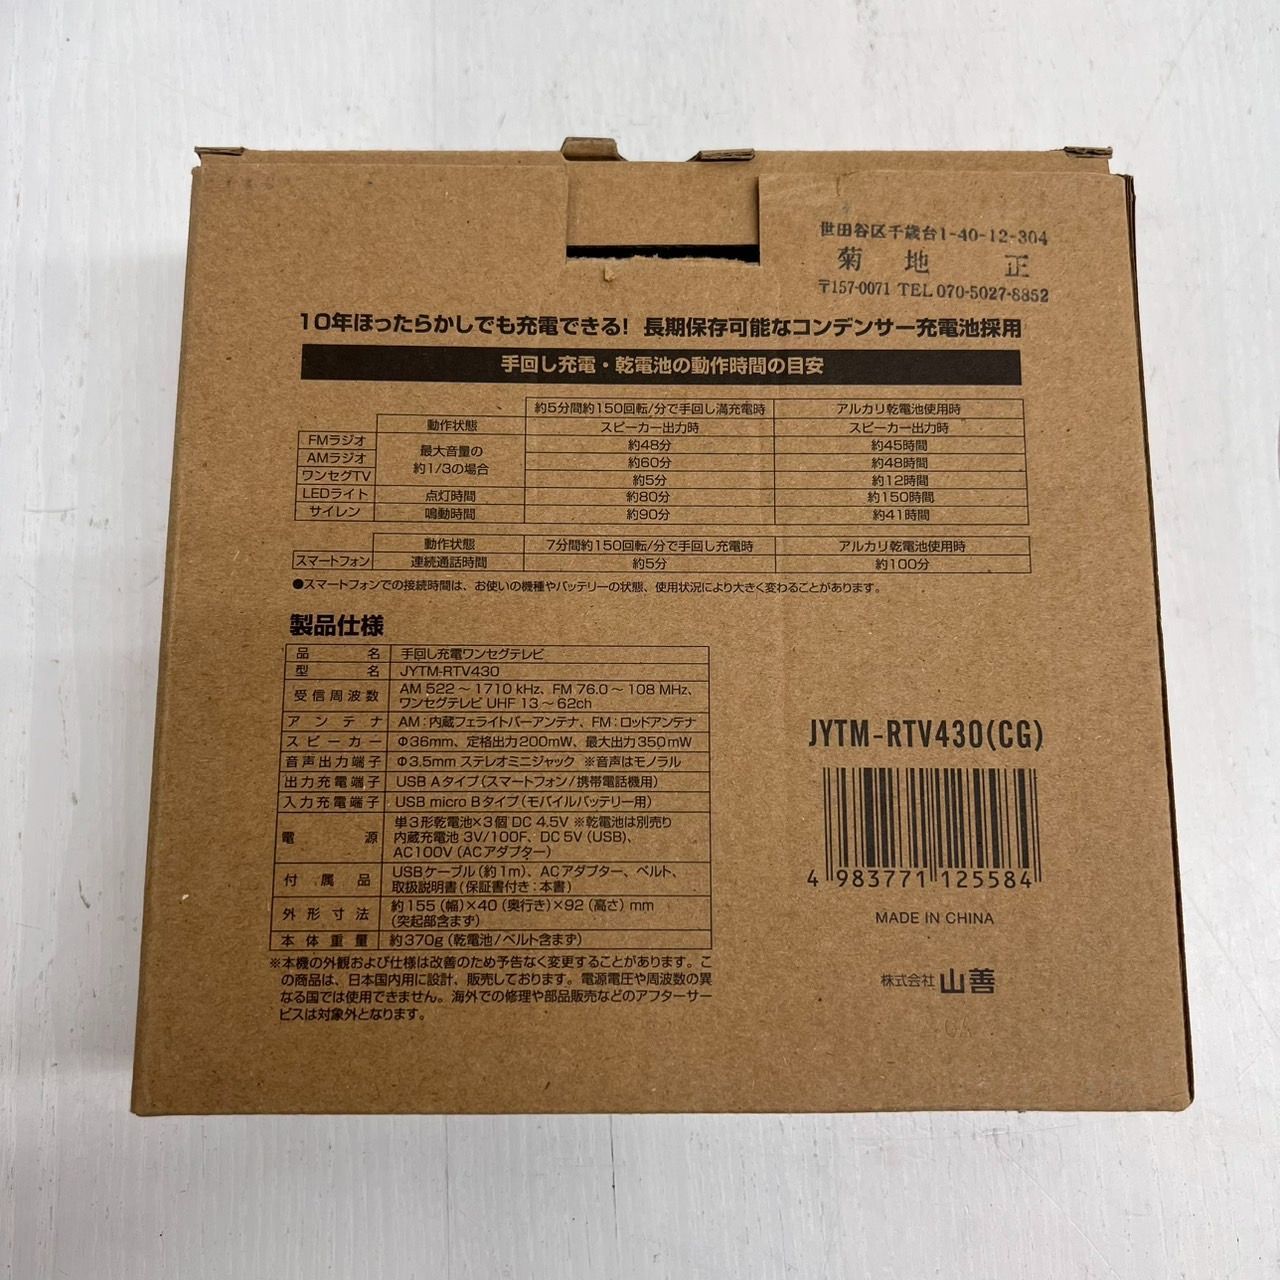 世田谷区千歳台1-40-12-304
菊地 正
〒157-0071 TEL 070-5027-8852
10年ほったらかしでも充電できる! 長期保存可能なコンデンサー充電池採用
手回し充電・乾電池の動作時間の目安
約5分間約150回転/分で手回し満充電時 アルカリ乾電池使用時
動作状態 スピーカー出力時 スピーカー出力時
FMラジオ 最大音量の約1/3の場合 約48分 約45時間
AMラジオ 約60分 約48時間
ワンセグTV 約5分 約12時間
LEDライト 点灯時間 約80分 約150時間
サイレン 鳴動時間 約90分 約41時間
動作状態 7分間約150回転/分で手回し充電時 アルカリ乾電池使用時
スマートフォン 連続通話時間 約5分 約100分
●スマートフォンでの接続時間は、お使いの機種やバッテリーの状態、使用状況により大きく変わることがあります。
製品仕様
品名 手回し充電ワンセグテレビ
型名 JYTM-RTV430
受信周波数 AM 522 ~ 1710 kHz、FM 76.0 ~ 108 MHz、
ワンセグテレビ UHF 13 ~ 62ch
アンテナ AM:内蔵フェライトバーアンテナ、FM:ロッドアンテナ
スピーカー Φ36mm、定格出力200mW、最大出力350mW
音声出力端子 Φ3.5mm ステレオミニジャック ※音声はモノラル
出力充電端子 USB Aタイプ(スマートフォン/携帯電話機用)
入力充電端子 USB micro Bタイプ(モバイルバッテリー用)
電源 単3形乾電池×3個 DC 4.5V ※乾電池は別売り
内蔵充電池 3V/100F、DC 5V (USB)、
AC100V (ACアダプター)
付属品 USBケーブル(約1m)、ACアダプター、ベルト、
取扱説明書(保証書付き:本書)
外形寸法 約155 (幅)×40 (奥行き)×92 (高さ) mm
(突起部含まず)
本体重量 約370g (乾電池/ベルト含まず)
※本機の外観および仕様は改善のため予告なく変更することがあります。こ
の商品は、日本国内用に設計、販売しております。電源電圧や周波数の異
なる国では使用できません。海外での修理や部品販売などのアフターサー
ビスは対象外となります。
JYTM-RTV430(CG)
4 983771 125584
MADE IN CHINA
株式会社 山善